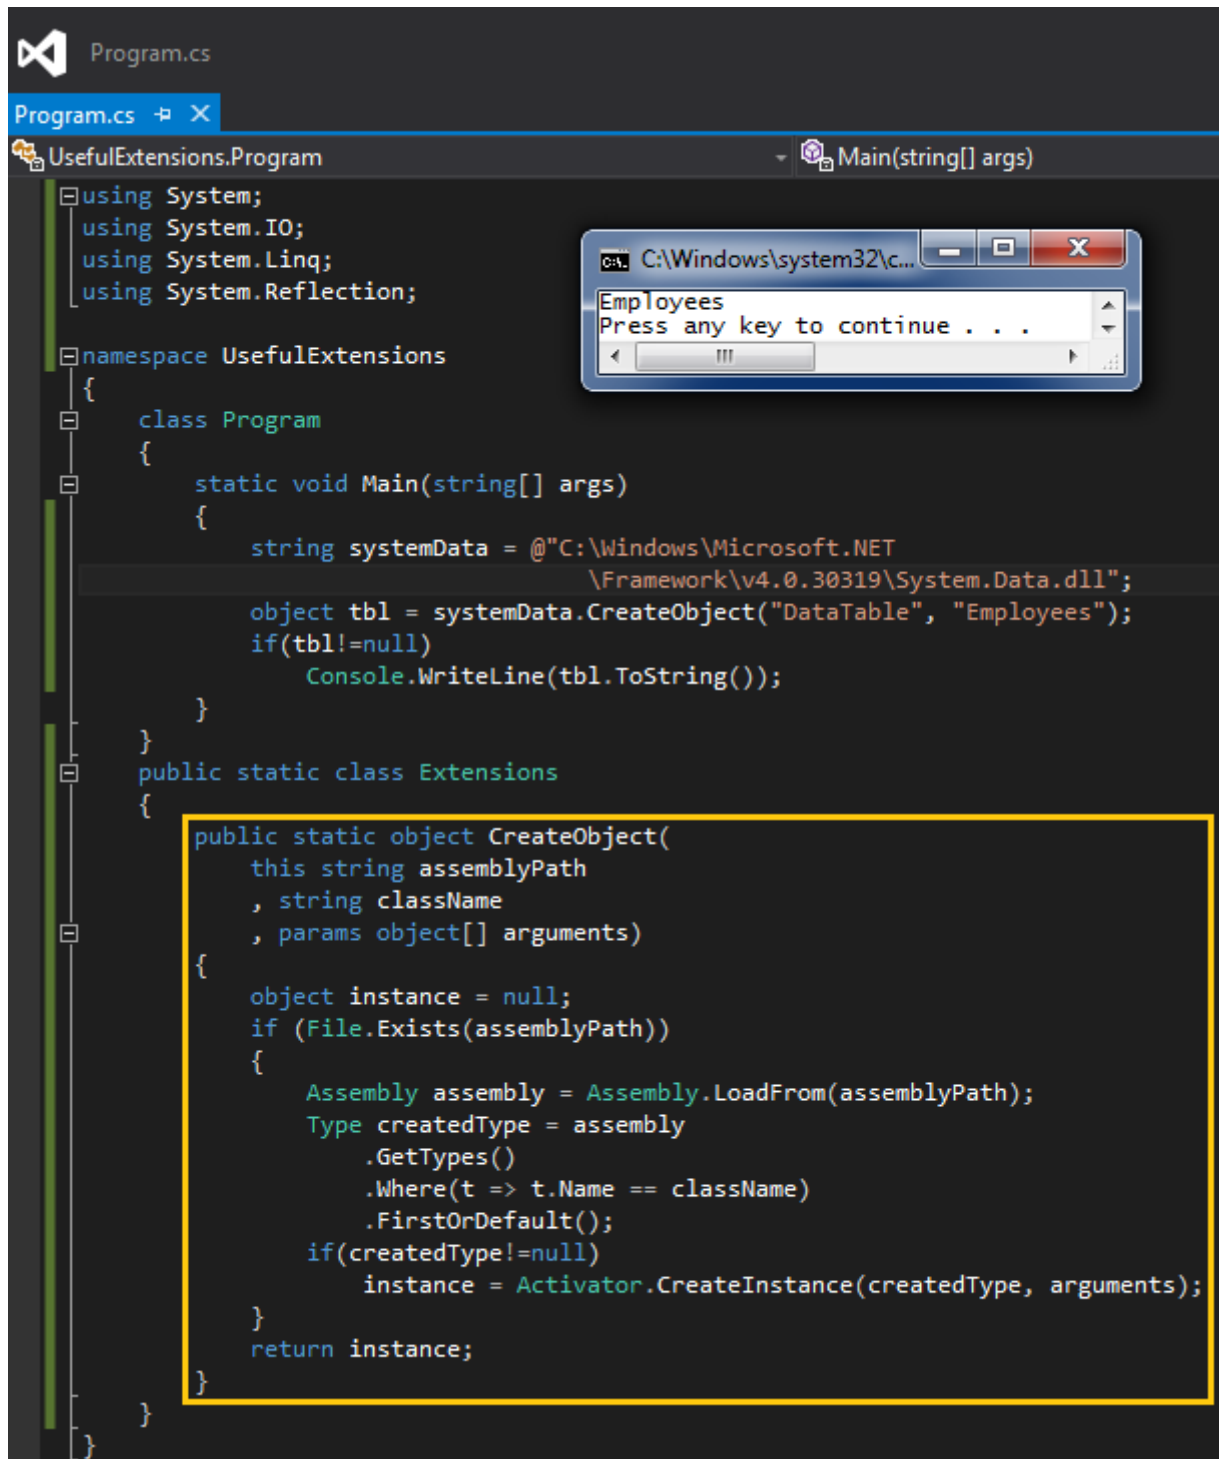 Program.cs
Program.cs
UsefulExtensions.Program
Main(string[] args)
using System;
using System.IO;
using System.Linq;
using System.Reflection;
C:\Windows\system32\c...
Employees
Press any key to continue . . .
namespace UsefulExtensions
{
class Program
{
static void Main(string[] args)
{
string systemData = @"C:\Windows\Microsoft.NET
\Framework\v4.0.30319\System.Data.dll";
object tbl = systemData.CreateObject("DataTable", "Employees");
if(tbl!=null)
Console.WriteLine(tbl.ToString());
}
}
public static class Extensions
{
public static object CreateObject(
this string assemblyPath
, string className
, params object[] arguments)
{
object instance = null;
if (File.Exists(assemblyPath))
{
Assembly assembly = Assembly.LoadFrom(assemblyPath);
Type createdType = assembly
.GetTypes()
.Where(t => t.Name == className)
.FirstOrDefault();
if(createdType!=null)
instance = Activator.CreateInstance(createdType, arguments);
}
return instance;
}
}
}